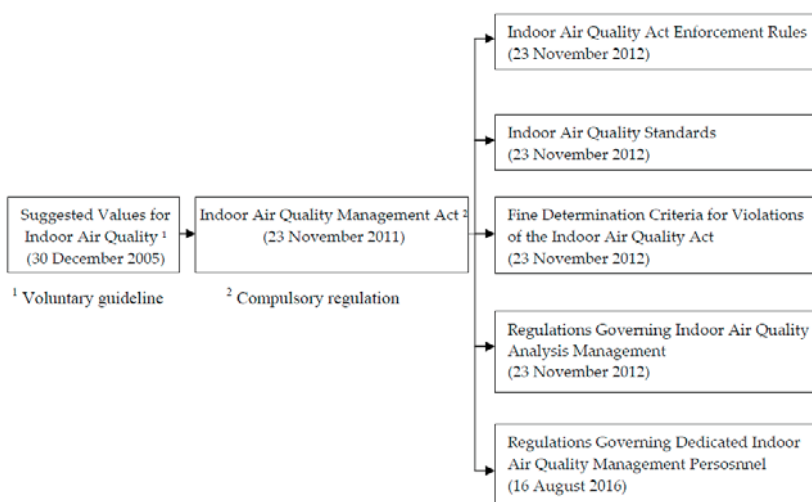 Indoor Air Quality Act Enforcement Rules
(23 November 2012)
Indoor Air Quality Standards
(23 November 2012)
Suggested Values for
Indoor Air Quality ¹
(30 December 2005)
Indoor Air Quality Management Act ²
(23 November 2011)
Fine Determination Criteria for Violations
of the Indoor Air Quality Act
(23 November 2012)
¹ Voluntary guideline
² Compulsory regulation
Regulations Governing Indoor Air Quality
Analysis Management
(23 November 2012)
Regulations Governing Dedicated Indoor
Air Quality Management Persosnnel
(16 August 2016)